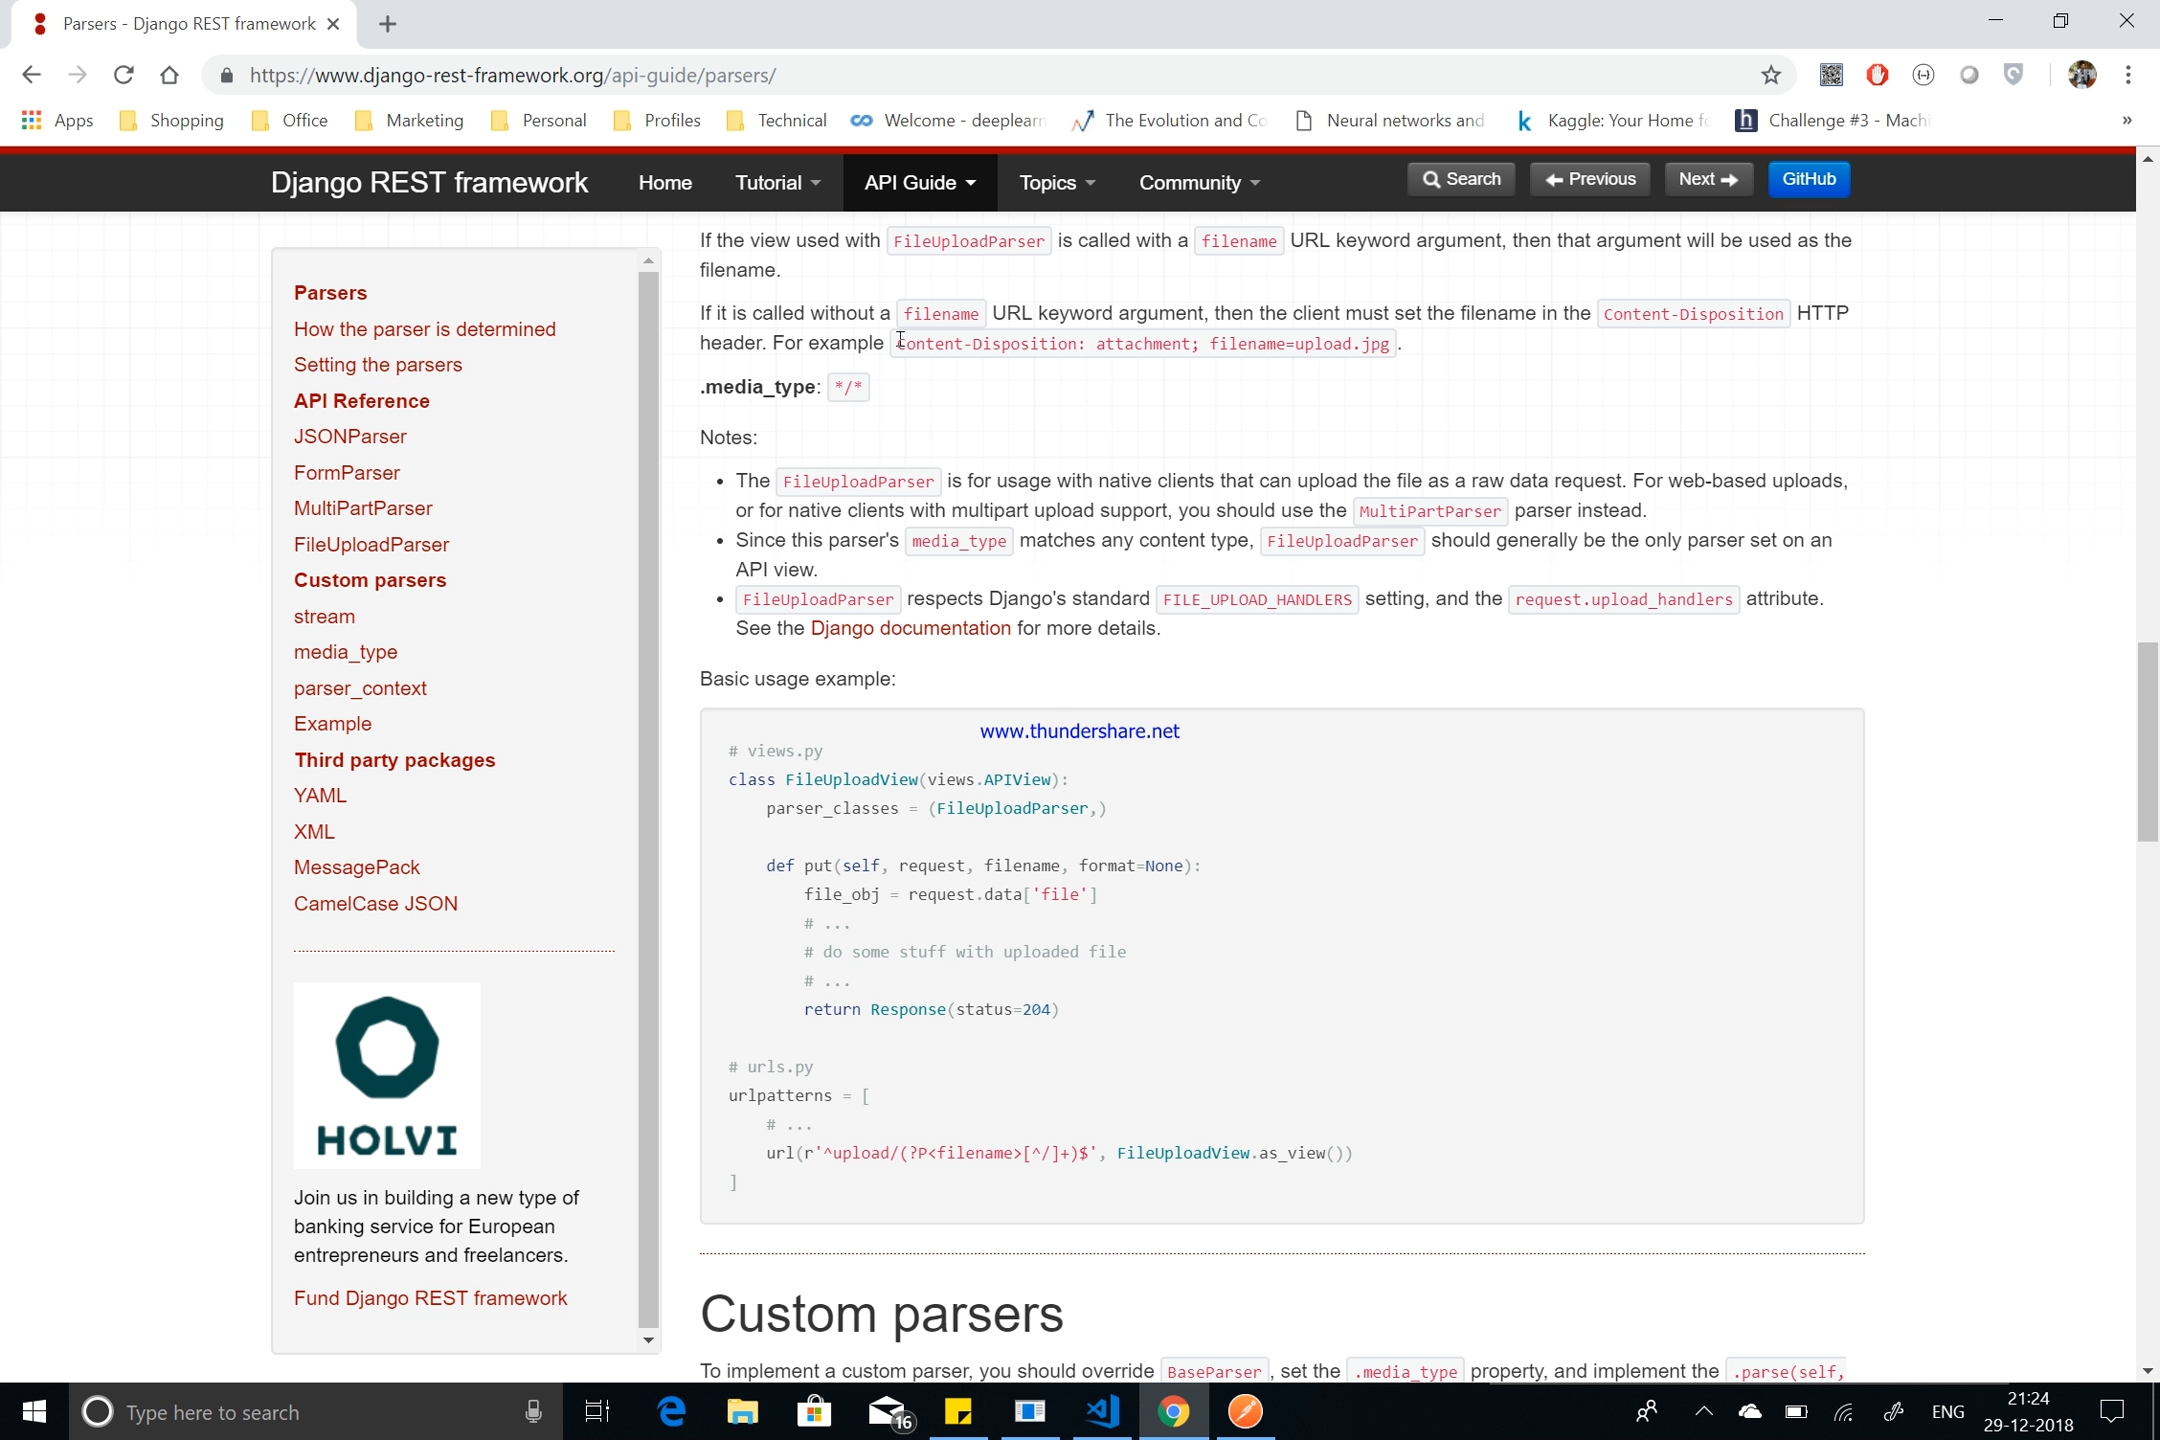 Parsers - Django REST framework
https://www.django-rest-framework.org/api-guide/parsers/
Apps Shopping Office Marketing Personal Profiles Technical Welcome - deeplearn The Evolution and Co Neural networks and Kaggle: Your Home fo Challenge #3 - Machi »
Django REST framework Home Tutorial API Guide Topics Community Search Previous Next GitHub
Parsers
How the parser is determined
Setting the parsers
API Reference
JSONParser
FormParser
MultiPartParser
FileUploadParser
Custom parsers
stream
media_type
parser_context
Example
Third party packages
YAML
XML
MessagePack
CamelCase JSON
HOLVI
Join us in building a new type of
banking service for European
entrepreneurs and freelancers.
Fund Django REST framework
If the view used with FileUploadParser is called with a filename URL keyword argument, then that argument will be used as the
filename.
If it is called without a filename URL keyword argument, then the client must set the filename in the Content-Disposition HTTP
header. For example Content-Disposition: attachment; filename=upload.jpg .
.media_type: */*
Notes:
• The FileUploadParser is for usage with native clients that can upload the file as a raw data request. For web-based uploads,
or for native clients with multipart upload support, you should use the MultiPartParser parser instead.
• Since this parser's media_type matches any content type, FileUploadParser should generally be the only parser set on an
API view.
• FileUploadParser respects Django's standard FILE_UPLOAD_HANDLERS setting, and the request.upload_handlers attribute.
See the Django documentation for more details.
Basic usage example:
www.thundershare.net
# views.py
class FileUploadView(views.APIView):
parser_classes = (FileUploadParser,)
def put(self, request, filename, format=None):
file_obj = request.data['file']
# ...
# do some stuff with uploaded file
# ...
return Response(status=204)
# urls.py
urlpatterns = [
# ...
url(r'^upload/(?P<filename>[^/]+)$', FileUploadView.as_view())
]
Custom parsers
To implement a custom parser, you should override BaseParser , set the .media_type property, and implement the .parse(self,
Type here to search
16
ENG
21:24
29-12-2018